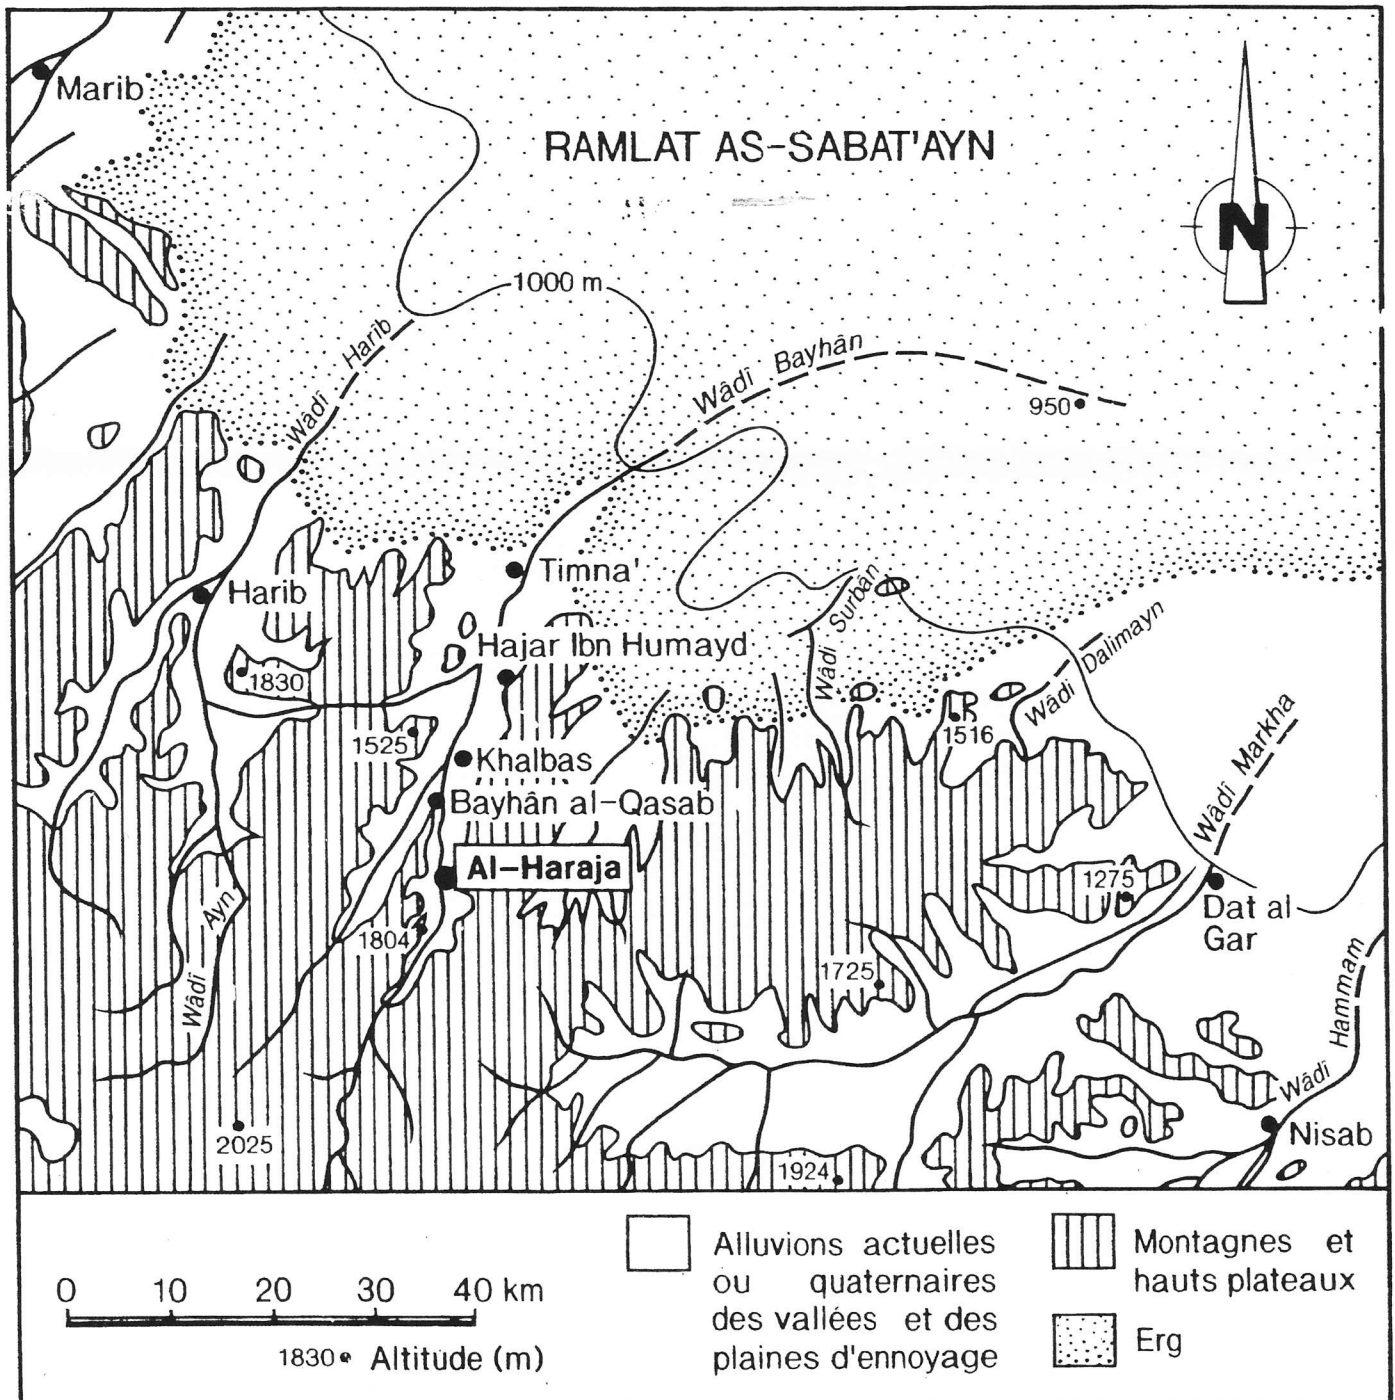 Marib
RAMLAT AS-SABAT'AYN
N
1000 m
Wâdî Harîb
Wâdî Bayhân
950
Timna'
Harib
Wâdî Surbân
Wâdî Dalimayn
Hajar Ibn Humayd
1830
1516
1525
Khalbas
Wâdî Markha
Bayhân al-Qasab
Al-Haraja
1275
Dat al
Gar
Wâdî Ayn
1804
1725
Wâdî Hammam
2025
Nisab
1924
0 10 20 30 40 km
1830 Altitude (m)
Alluvions actuelles
ou quaternaires
des vallées et des
plaines d'ennoyage
Montagnes et
hauts plateaux
Erg